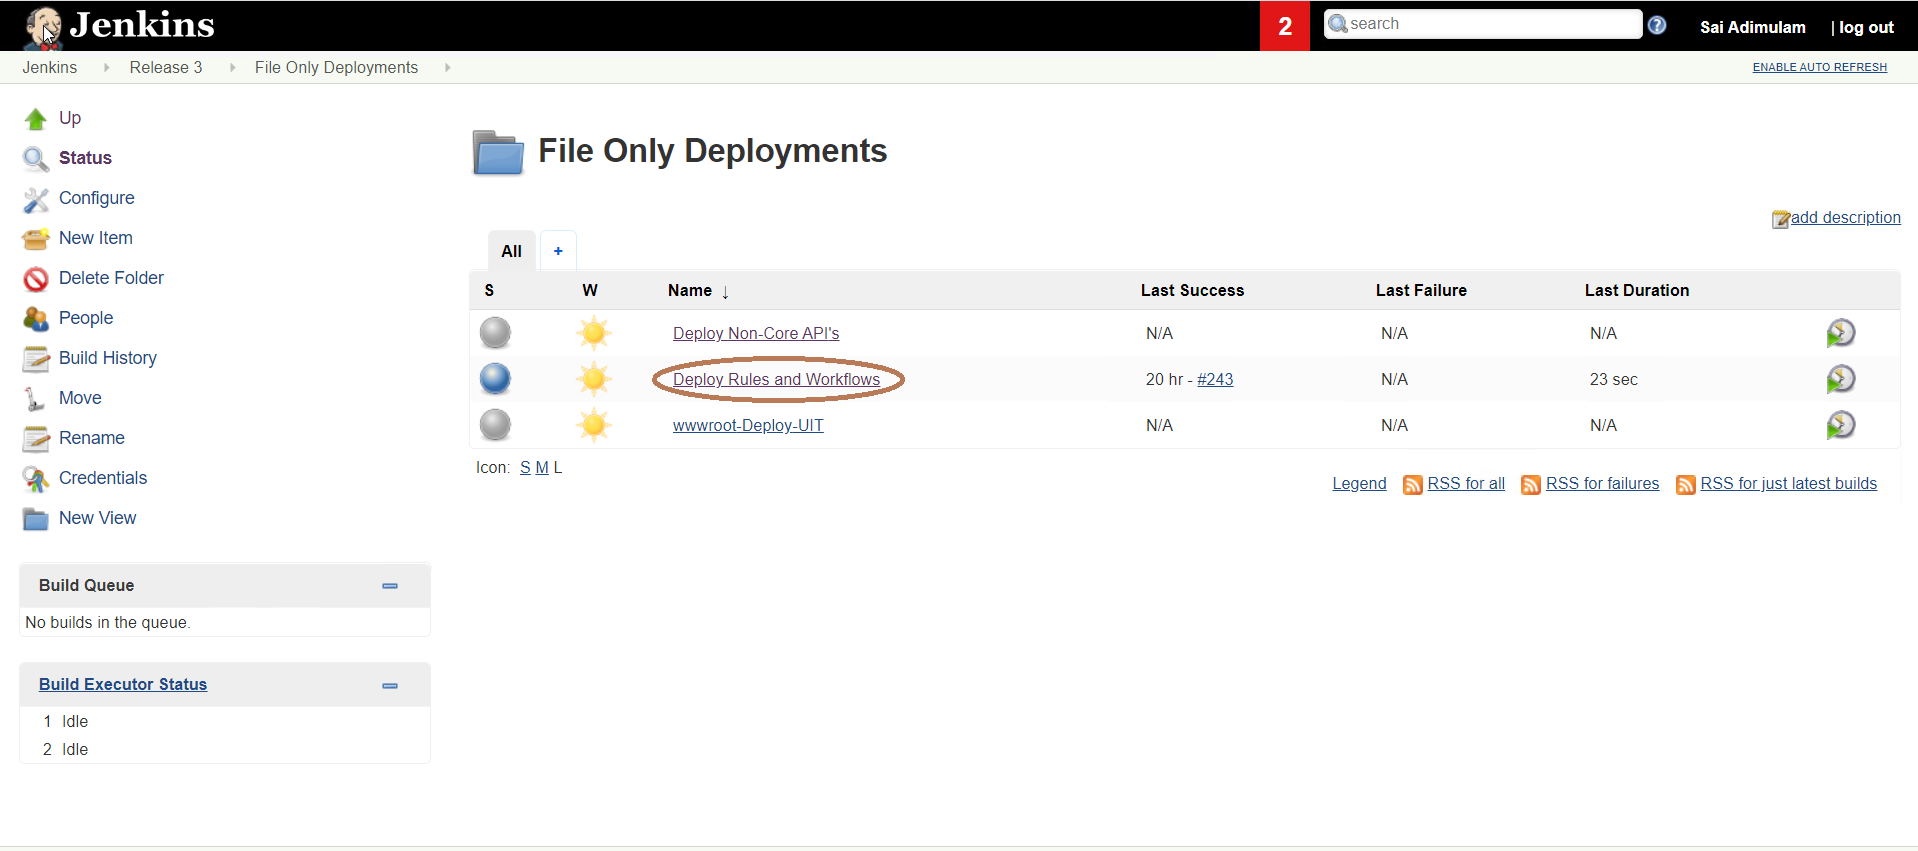 Jenkins 2 search Sai Adimulam | log out
Jenkins Release 3 File Only Deployments ENABLE AUTO REFRESH
Up
Status
Configure
New Item
Delete Folder
People
Build History
Move
Rename
Credentials
New View
Build Queue
No builds in the queue.
Build Executor Status
1 Idle
2 Idle
File Only Deployments
add description
All +
S W Name ↓ Last Success Last Failure Last Duration
Deploy Non-Core API's N/A N/A N/A
Deploy Rules and Workflows 20 hr - #243 N/A 23 sec
wwwroot-Deploy-UIT N/A N/A N/A
Icon: S M L
Legend RSS for all RSS for failures RSS for just latest builds